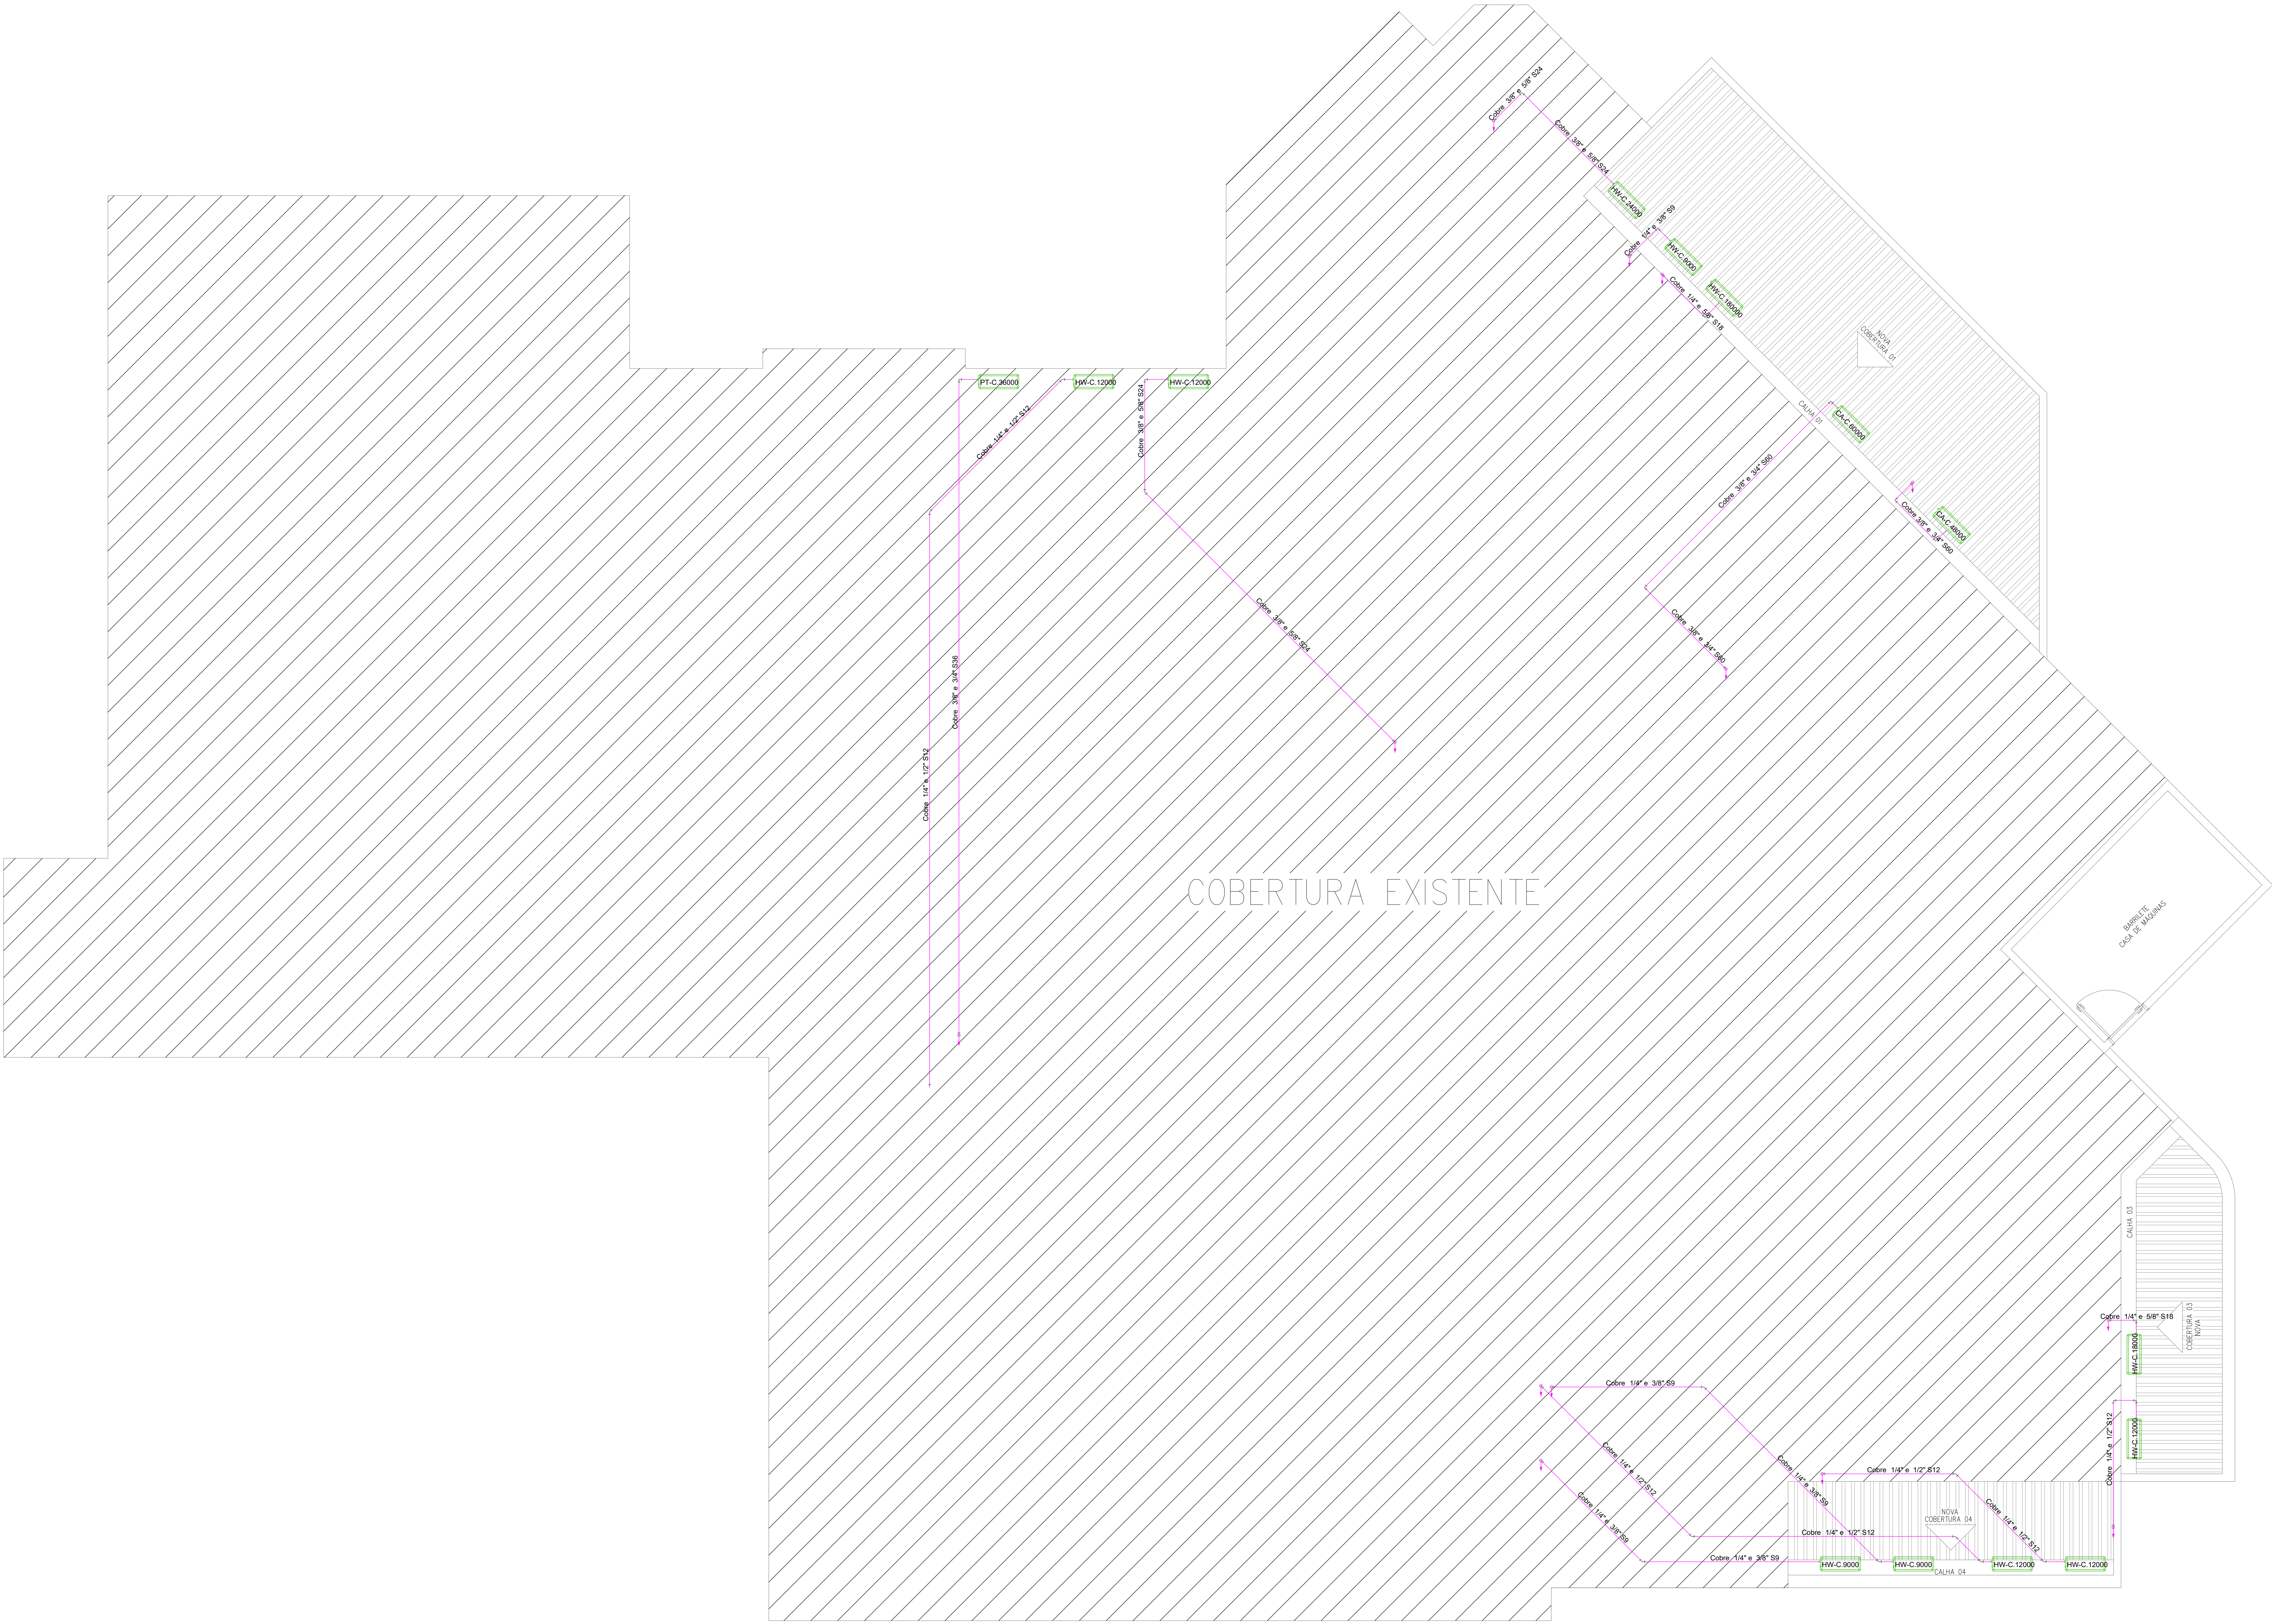 Cobre 3/8" e 5/8" S24
Cobre 3/8" e 5/8" S24
HW-C.24000
Cobre 1/4" e 3/8" S9
HW-C.9000
HW-C.180000
Cobre 1/4" e 5/8" S18
NOVA
COBERTURA 01
PT-C.36000
HW-C.12000
HW-C.12000
Cobre 1/4" e 1/2" S12
Cobre 3/8" e 5/8" S24
CALHA 01
CA-C.60000
Cobre 3/8" e 3/4" S60
CA-C.48000
Cobre 3/8" e 3/4" S60
Cobre 3/8" e 5/8" S24
Cobre 3/8" e 3/4" S60
Cobre 3/8" e 3/4" S36
Cobre 1/4" e 1/2" S12
COBERTURA EXISTENTE
BARRILETE
CASA DE MÁQUINAS
CALHA 03
Cobre 1/4" e 5/8" S18
COBERTURA 03
NOVA
HW-C.18000
Cobre 1/4" e 3/8" S9
HW-C.12000
Cobre 1/4" e 1/2" S12
Cobre 1/4" e 1/2" S12
Cobre 1/4" e 3/8" S9
Cobre 1/4" e 1/2" S12
Cobre 1/4" e 3/8" S9
Cobre 1/4" e 1/2" S12
NOVA
COBERTURA 04
Cobre 1/4" e 1/2" S12
Cobre 1/4" e 3/8" S9
HW-C.9000
HW-C.9000
HW-C.12000
HW-C.12000
CALHA 04